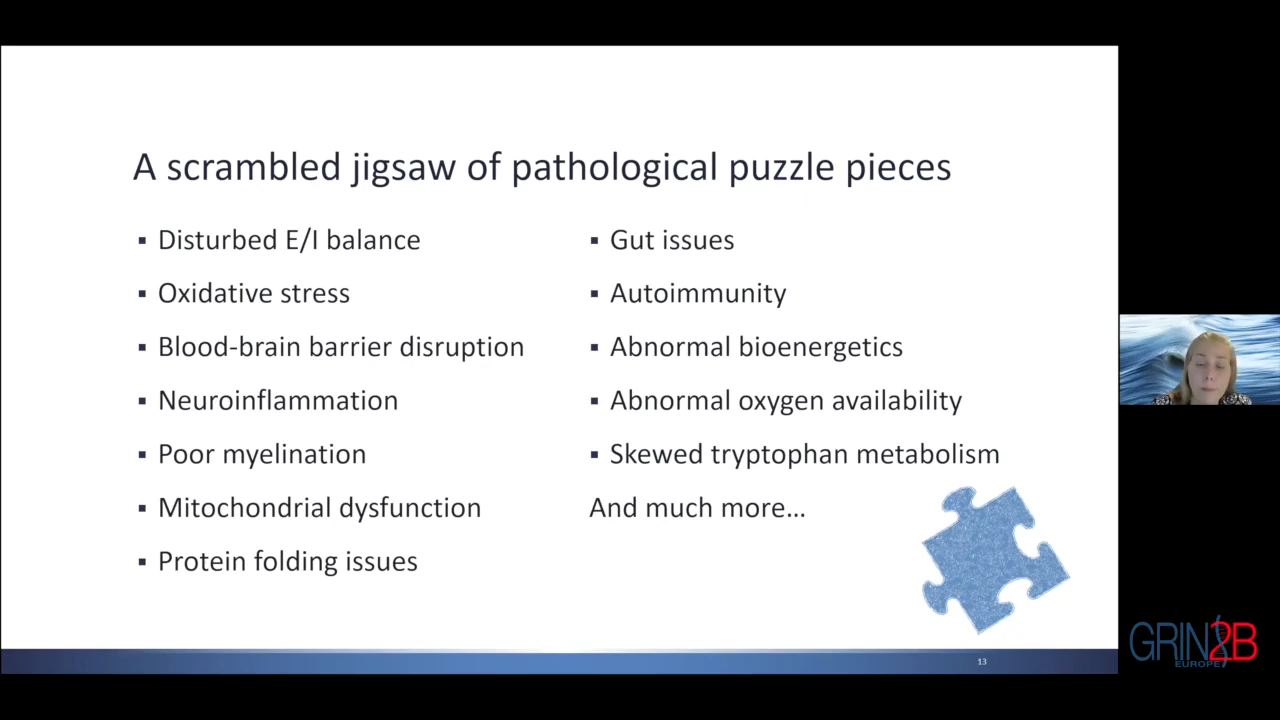 A scrambled jigsaw of pathological puzzle pieces
▪ Disturbed E/I balance
▪ Oxidative stress
▪ Blood-brain barrier disruption
▪ Neuroinflammation
▪ Poor myelination
▪ Mitochondrial dysfunction
▪ Protein folding issues
▪ Gut issues
▪ Autoimmunity
▪ Abnormal bioenergetics
▪ Abnormal oxygen availability
▪ Skewed tryptophan metabolism
And much more…
13
GRIN2B
EUROPE